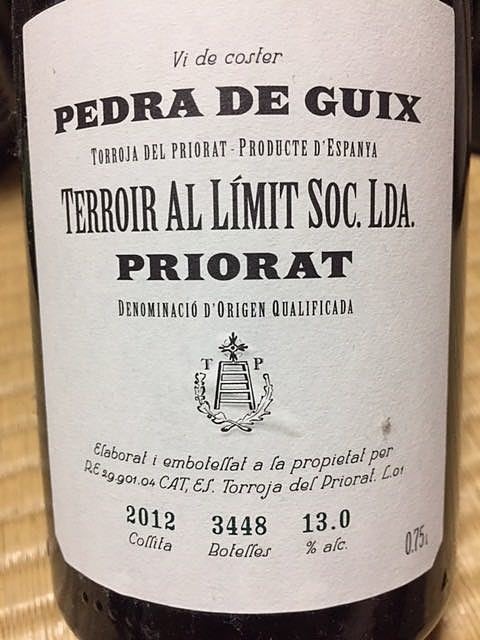 Vi de coster
PEDRA DE GUIX
TORROJA DEL PRIORAT - PRODUCTE D'ESPANYA
TERROIR AL LÍMIT SOC. LDA.
PRIORAT
DENOMINACIÓ D'ORIGEN QUALIFICADA
T P
Elaborat i embotellat a la propietat per
R.E 29.901.04 CAT, ES. Torroja del Priorat. L.01
2012 3448 13.0
Collita Botelles % alc.
0.75 L